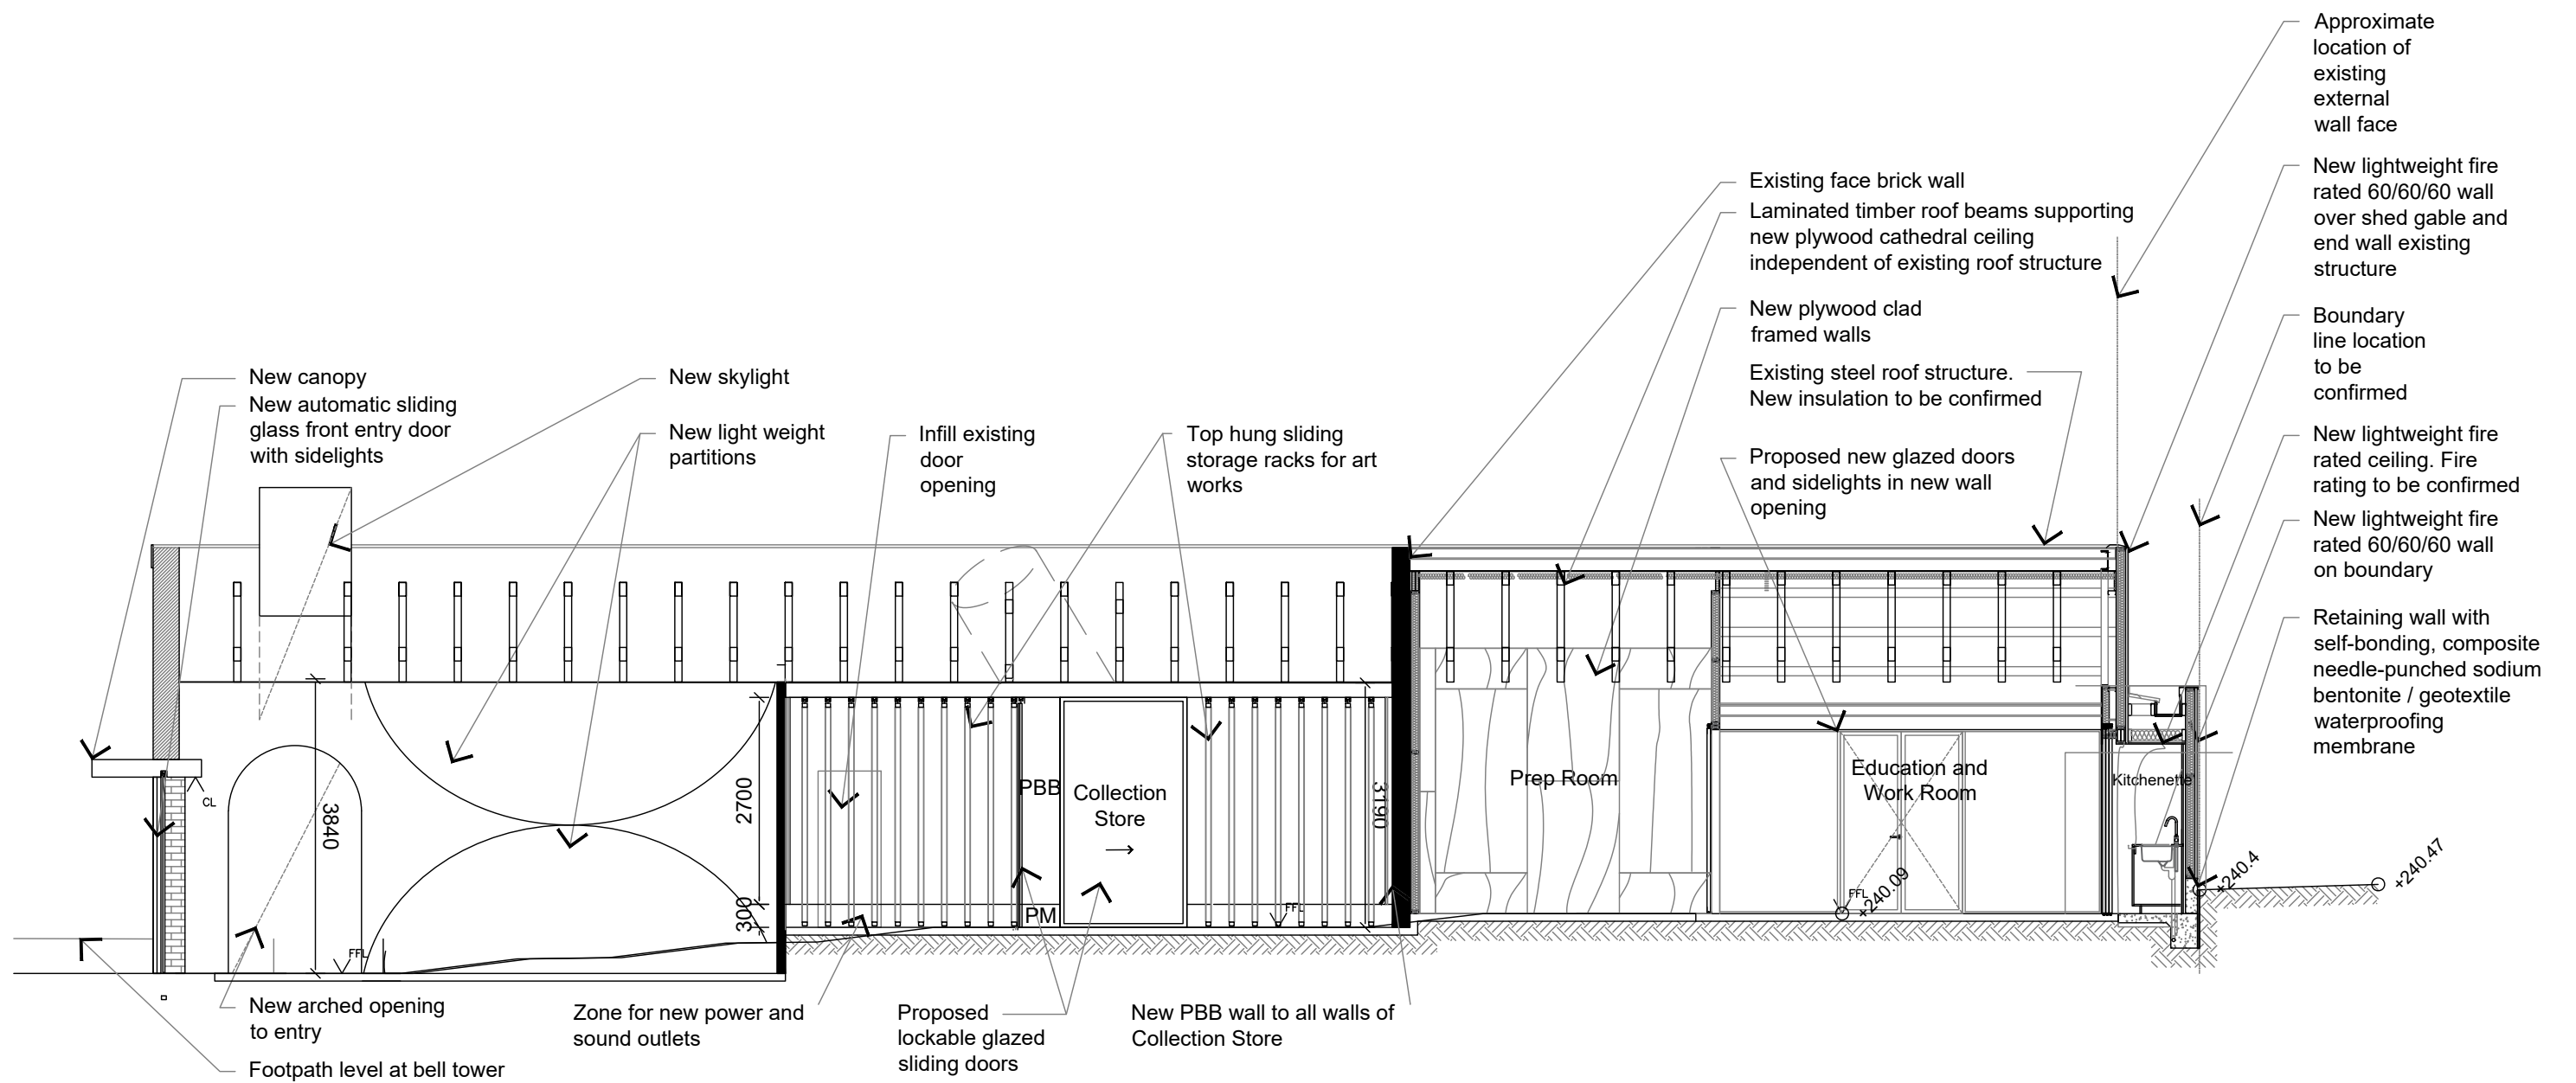 Approximate
location of
existing
external
wall face
New lightweight fire
rated 60/60/60 wall
over shed gable and
end wall existing
structure
Boundary
line location
to be
confirmed
New lightweight fire
rated ceiling. Fire
rating to be confirmed
New lightweight fire
rated 60/60/60 wall
on boundary
Retaining wall with
self-bonding, composite
needle-punched sodium
bentonite / geotextile
waterproofing
membrane
Existing face brick wall
Laminated timber roof beams supporting
new plywood cathedral ceiling
independent of existing roof structure
New plywood clad
framed walls
Existing steel roof structure.
New insulation to be confirmed
Proposed new glazed doors
and sidelights in new wall
opening
New canopy
New automatic sliding
glass front entry door
with sidelights
New skylight
New light weight
partitions
Infill existing
door
opening
Top hung sliding
storage racks for art
works
CL
3840
2700
300
PBB
PM
Collection
Store
3190
Prep Room
Education and
Work Room
Kitchenette
FFL
FFL
FFL
+240.09
+240.4
+240.47
New arched opening
to entry
Footpath level at bell tower
Zone for new power and
sound outlets
Proposed
lockable glazed
sliding doors
New PBB wall to all walls of
Collection Store